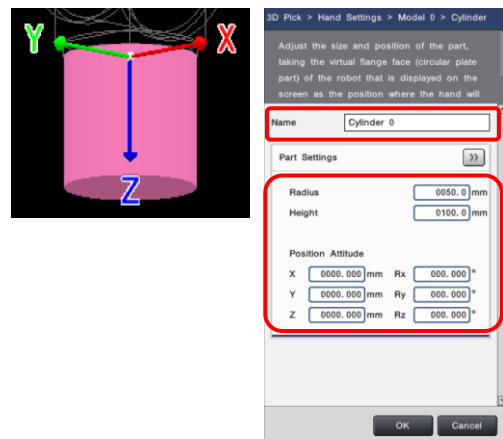 Y
X
Z
3D Pick > Hand Settings > Model 0 > Cylinder
Adjust the size and position of the part,
taking the virtual flange face (circular plate
part) of the robot that is displayed on the
screen as the position where the hand will
Name Cylinder 0
Part Settings >>
Radius 0050.0 mm
Height 0100.0 mm
Position Attitude
X 0000.000 mm Rx 000.000 °
Y 0000.000 mm Ry 000.000 °
Z 0000.000 mm Rz 000.000 °
OK Cancel